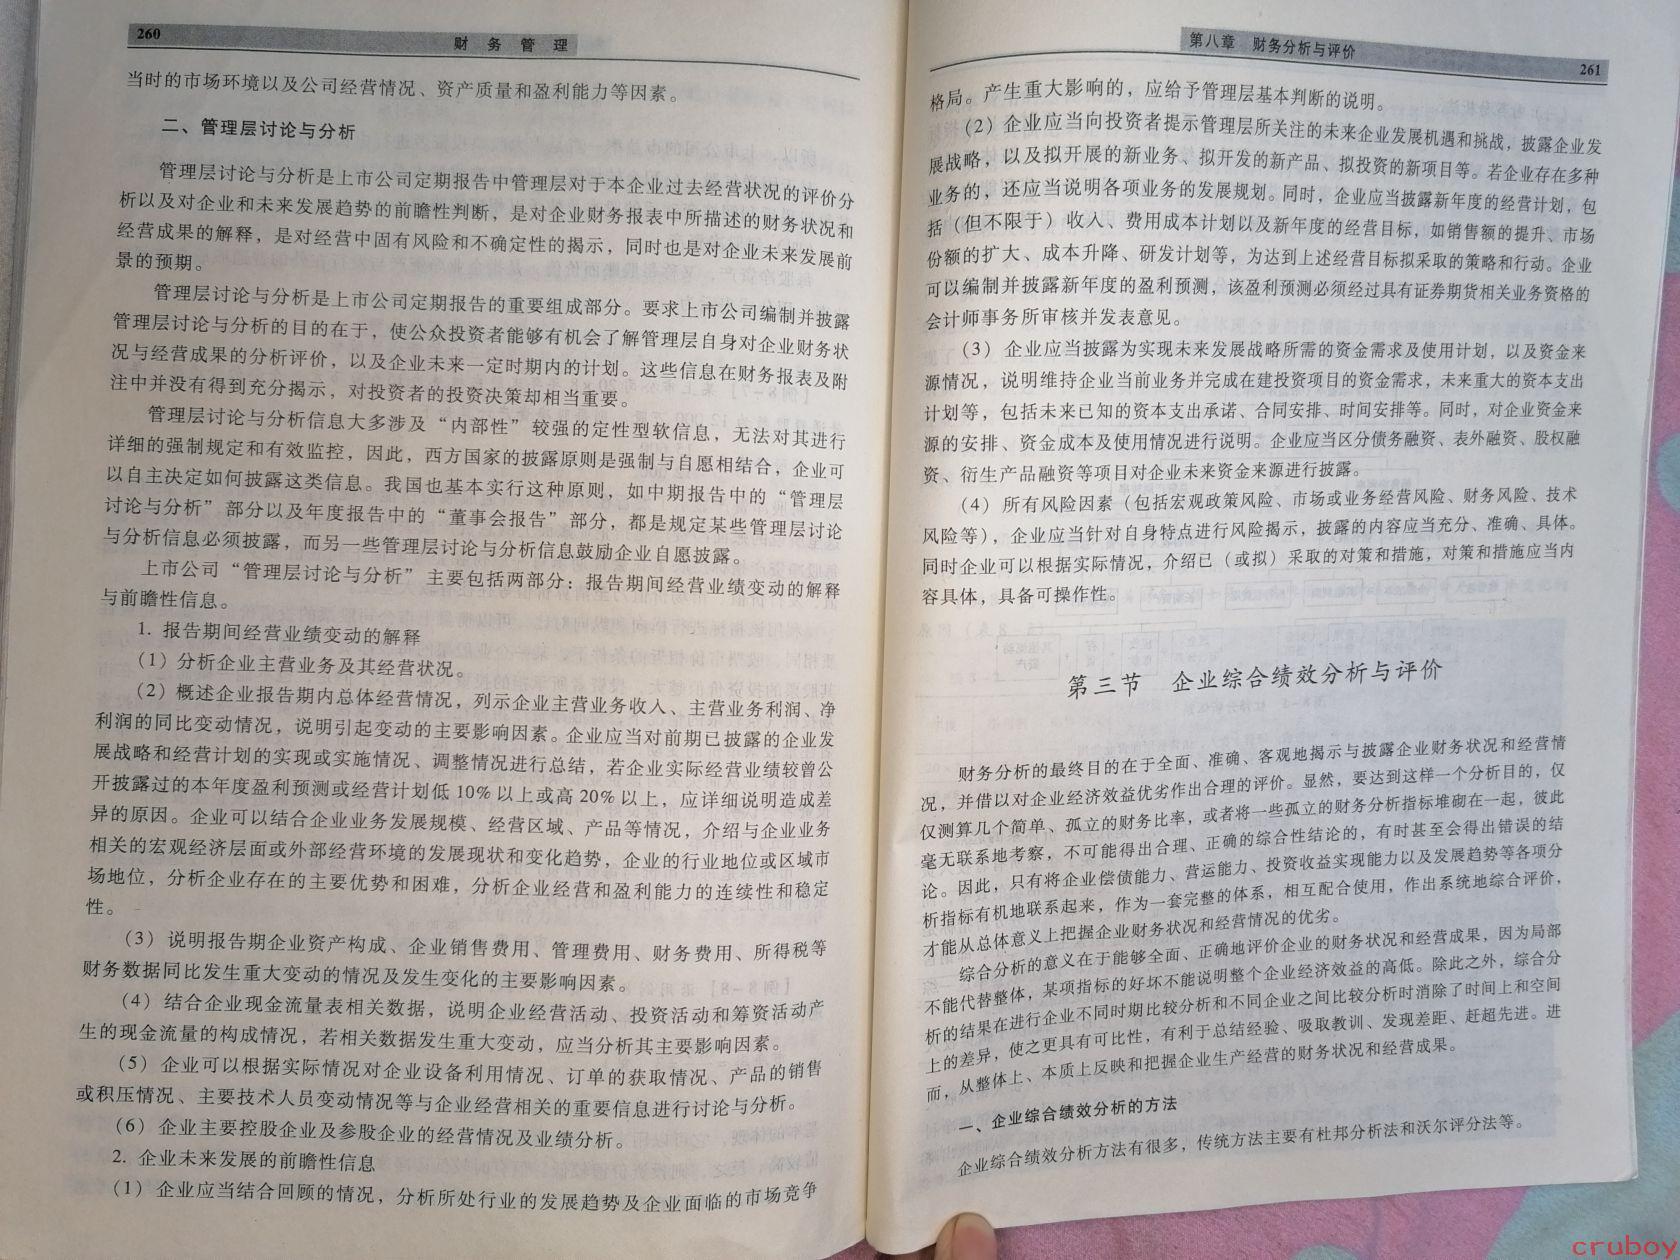 260
财 务 管 理
当时的市场环境以及公司经营情况、资产质量和盈利能力等因素。
二、管理层讨论与分析
管理层讨论与分析是上市公司定期报告中管理层对于本企业过去经营状况的评价分
析以及对企业和未来发展趋势的前瞻性判断，是对企业财务报表中所描述的财务状况和
经营成果的解释，是对经营中固有风险和不确定性的揭示，同时也是对企业未来发展前
景的预期。
管理层讨论与分析是上市公司定期报告的重要组成部分。要求上市公司编制并披露
管理层讨论与分析的目的在于，使公众投资者能够有机会了解管理层自身对企业财务状
况与经营成果的分析评价，以及企业未来一定时期内的计划。这些信息在财务报表及附
注中并没有得到充分揭示，对投资者的投资决策却相当重要。
管理层讨论与分析信息大多涉及“内部性”较强的定性型软信息，无法对其进行
详细的强制规定和有效监控，因此，西方国家的披露原则是强制与自愿相结合，企业可
以自主决定如何披露这类信息。我国也基本实行这种原则，如中期报告中的“管理层
讨论与分析”部分以及年度报告中的“董事会报告”部分，都是规定某些管理层讨论
与分析信息必须披露，而另一些管理层讨论与分析信息鼓励企业自愿披露。
上市公司“管理层讨论与分析”主要包括两部分：报告期间经营业绩变动的解释
与前瞻性信息。
1. 报告期间经营业绩变动的解释
（1）分析企业主营业务及其经营状况。
（2）概述企业报告期内总体经营情况，列示企业主营业务收入、主营业务利润、净
利润的同比变动情况，说明引起变动的主要影响因素。企业应当对前期已披露的企业发
展战略和经营计划的实现或实施情况、调整情况进行总结，若企业实际经营业绩较曾公
开披露过的本年度盈利预测或经营计划低10%以上或高20%以上，应详细说明造成差
异的原因。企业可以结合企业业务发展规模、经营区域、产品等情况，介绍与企业业务
相关的宏观经济层面或外部经营环境的发展现状和变化趋势，企业的行业地位或区域市
场地位，分析企业存在的主要优势和困难，分析企业经营和盈利能力的连续性和稳定
性。
（3）说明报告期企业资产构成、企业销售费用、管理费用、财务费用、所得税等
财务数据同比发生重大变动的情况及发生变化的主要影响因素。
（4）结合企业现金流量表相关数据，说明企业经营活动、投资活动和筹资活动产
生的现金流量的构成情况，若相关数据发生重大变动，应当分析其主要影响因素。
（5）企业可以根据实际情况对企业设备利用情况、订单的获取情况、产品的销售
或积压情况、主要技术人员变动情况等与企业经营相关的重要信息进行讨论与分析。
（6）企业主要控股企业及参股企业的经营情况及业绩分析。
2. 企业未来发展的前瞻性信息
（1）企业应当结合回顾的情况，分析所处行业的发展趋势及企业面临的市场竞争
第八章 财务分析与评价
261
格局。产生重大影响的，应给予管理层基本判断的说明。
（2）企业应当向投资者提示管理层所关注的未来企业发展机遇和挑战，披露企业发
展战略，以及拟开展的新业务、拟开发的新产品、拟投资的新项目等。若企业存在多种
业务的，还应当说明各项业务的发展规划。同时，企业应当披露新年度的经营计划，包
括（但不限于）收入、费用成本计划以及新年度的经营目标，如销售额的提升、市场
份额的扩大、成本升降、研发计划等，为达到上述经营目标拟采取的策略和行动。企业
可以编制并披露新年度的盈利预测，该盈利预测必须经过具有证券期货相关业务资格的
会计师事务所审核并发表意见。
（3）企业应当披露为实现未来发展战略所需的资金需求及使用计划，以及资金来
源情况，说明维持企业当前业务并完成在建投资项目的资金需求，未来重大的资本支出
计划等，包括未来已知的资本支出承诺、合同安排、时间安排等。同时，对企业资金来
源的安排、资金成本及使用情况进行说明。企业应当区分债务融资、表外融资、股权融
资、衍生产品融资等项目对企业未来资金来源进行披露。
（4）所有风险因素（包括宏观政策风险、市场或业务经营风险、财务风险、技术
风险等），企业应当针对自身特点进行风险揭示，披露的内容应当充分、准确、具体。
同时企业可以根据实际情况，介绍已（或拟）采取的对策和措施，对策和措施应当内
容具体，具备可操作性。
第三节 企业综合绩效分析与评价
财务分析的最终目的在于全面、准确、客观地揭示与披露企业财务状况和经营情
况，并借以对企业经济效益优劣作出合理的评价。显然，要达到这样一个分析目的，仅
仅测算几个简单、孤立的财务比率，或者将一些孤立的财务分析指标堆砌在一起，彼此
毫无联系地考察，不可能得出合理、正确的综合性结论的，有时甚至会得出错误的结
论。因此，只有将企业偿债能力、营运能力、投资收益实现能力以及发展趋势等各项分
析指标有机地联系起来，作为一套完整的体系，相互配合使用，作出系统地综合评价，
才能从总体意义上把握企业财务状况和经营情况的优劣。
综合分析的意义在于能够全面、正确地评价企业的财务状况和经营成果，因为局部
不能代替整体，某项指标的好坏不能说明整个企业经济效益的高低。除此之外，综合分
析的结果在进行企业不同时期比较分析和不同企业之间比较分析时消除了时间上和空间
上的差异，使之更具有可比性，有利于总结经验、吸取教训、发现差距、赶超先进。进
而，从整体上、本质上反映和把握企业生产经营的财务状况和经营成果。
一、企业综合绩效分析的方法
企业综合绩效分析方法有很多，传统方法主要有杜邦分析法和沃尔评分法等。
cruboy